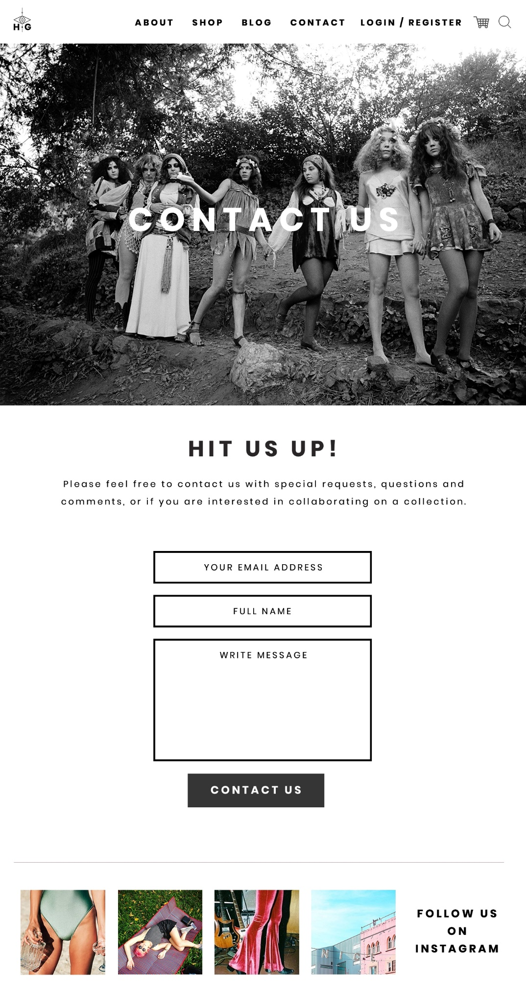 H G
ABOUT SHOP BLOG CONTACT LOGIN / REGISTER
CONTACT US
HIT US UP!
Please feel free to contact us with special requests, questions and
comments, or if you are interested in collaborating on a collection.
YOUR EMAIL ADDRESS
FULL NAME
WRITE MESSAGE
CONTACT US
FOLLOW US
ON
INSTAGRAM